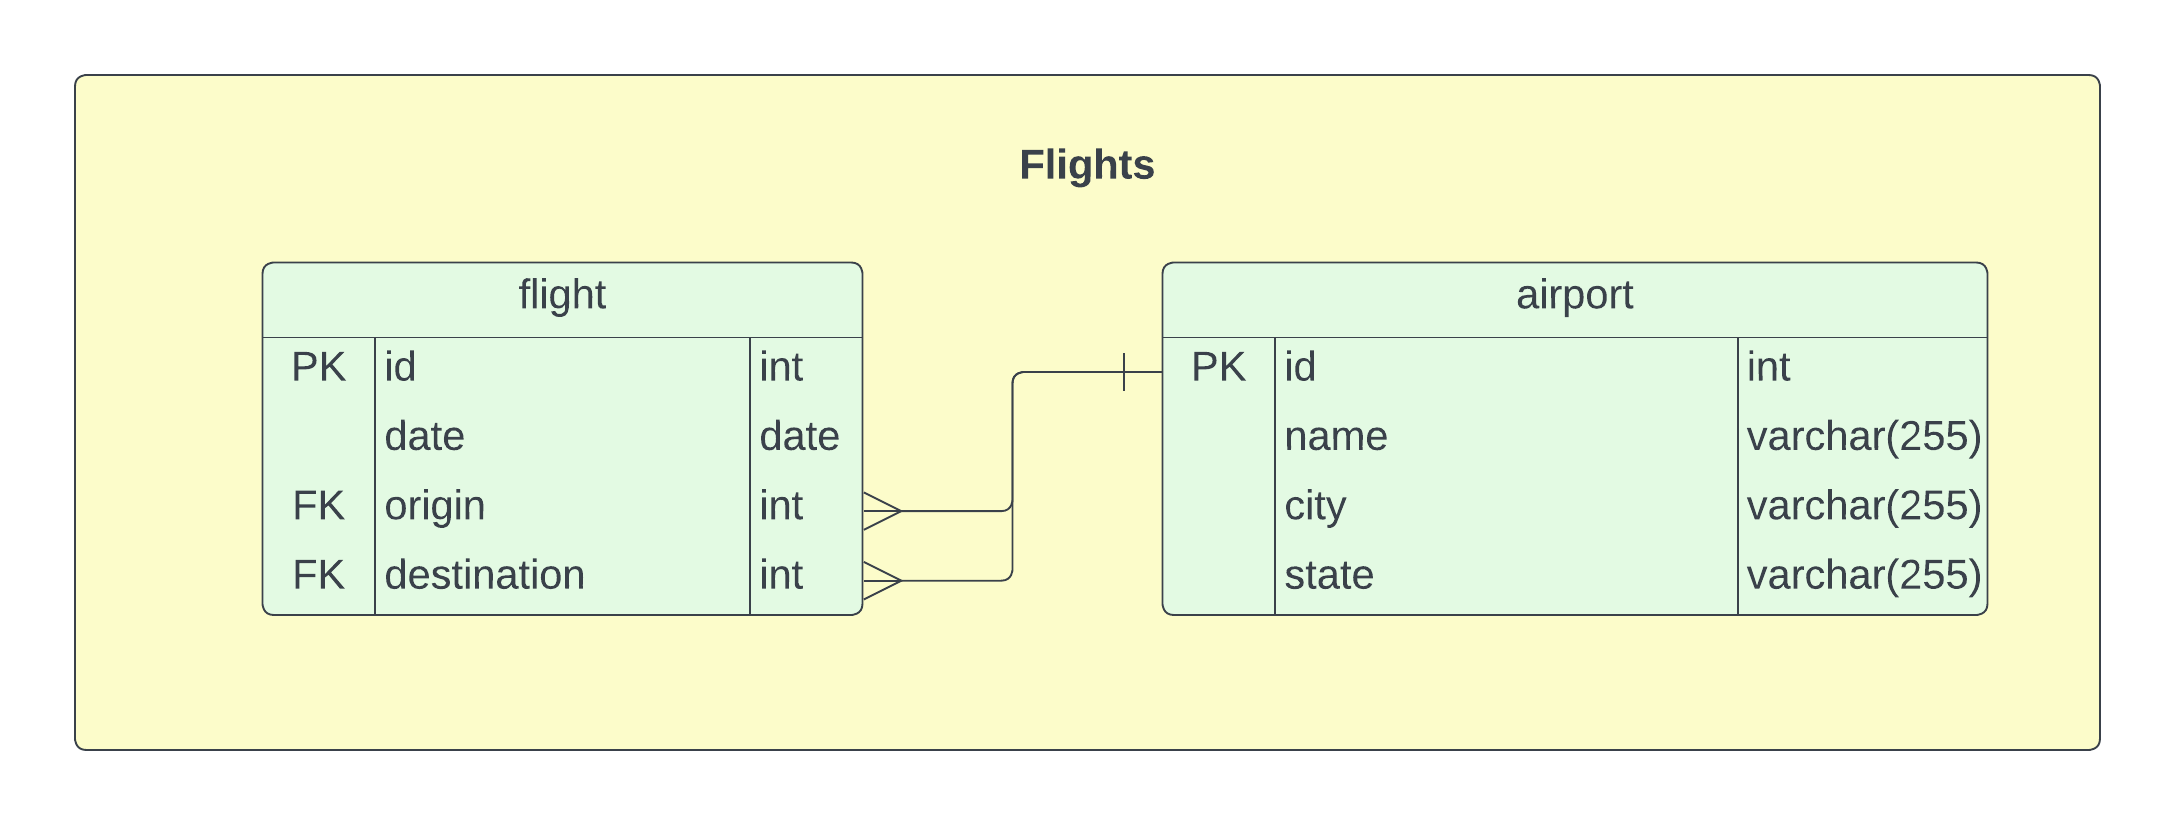 Flights
flight
PK id int
date date
FK origin int
FK destination int
airport
PK id int
name varchar(255)
city varchar(255)
state varchar(255)